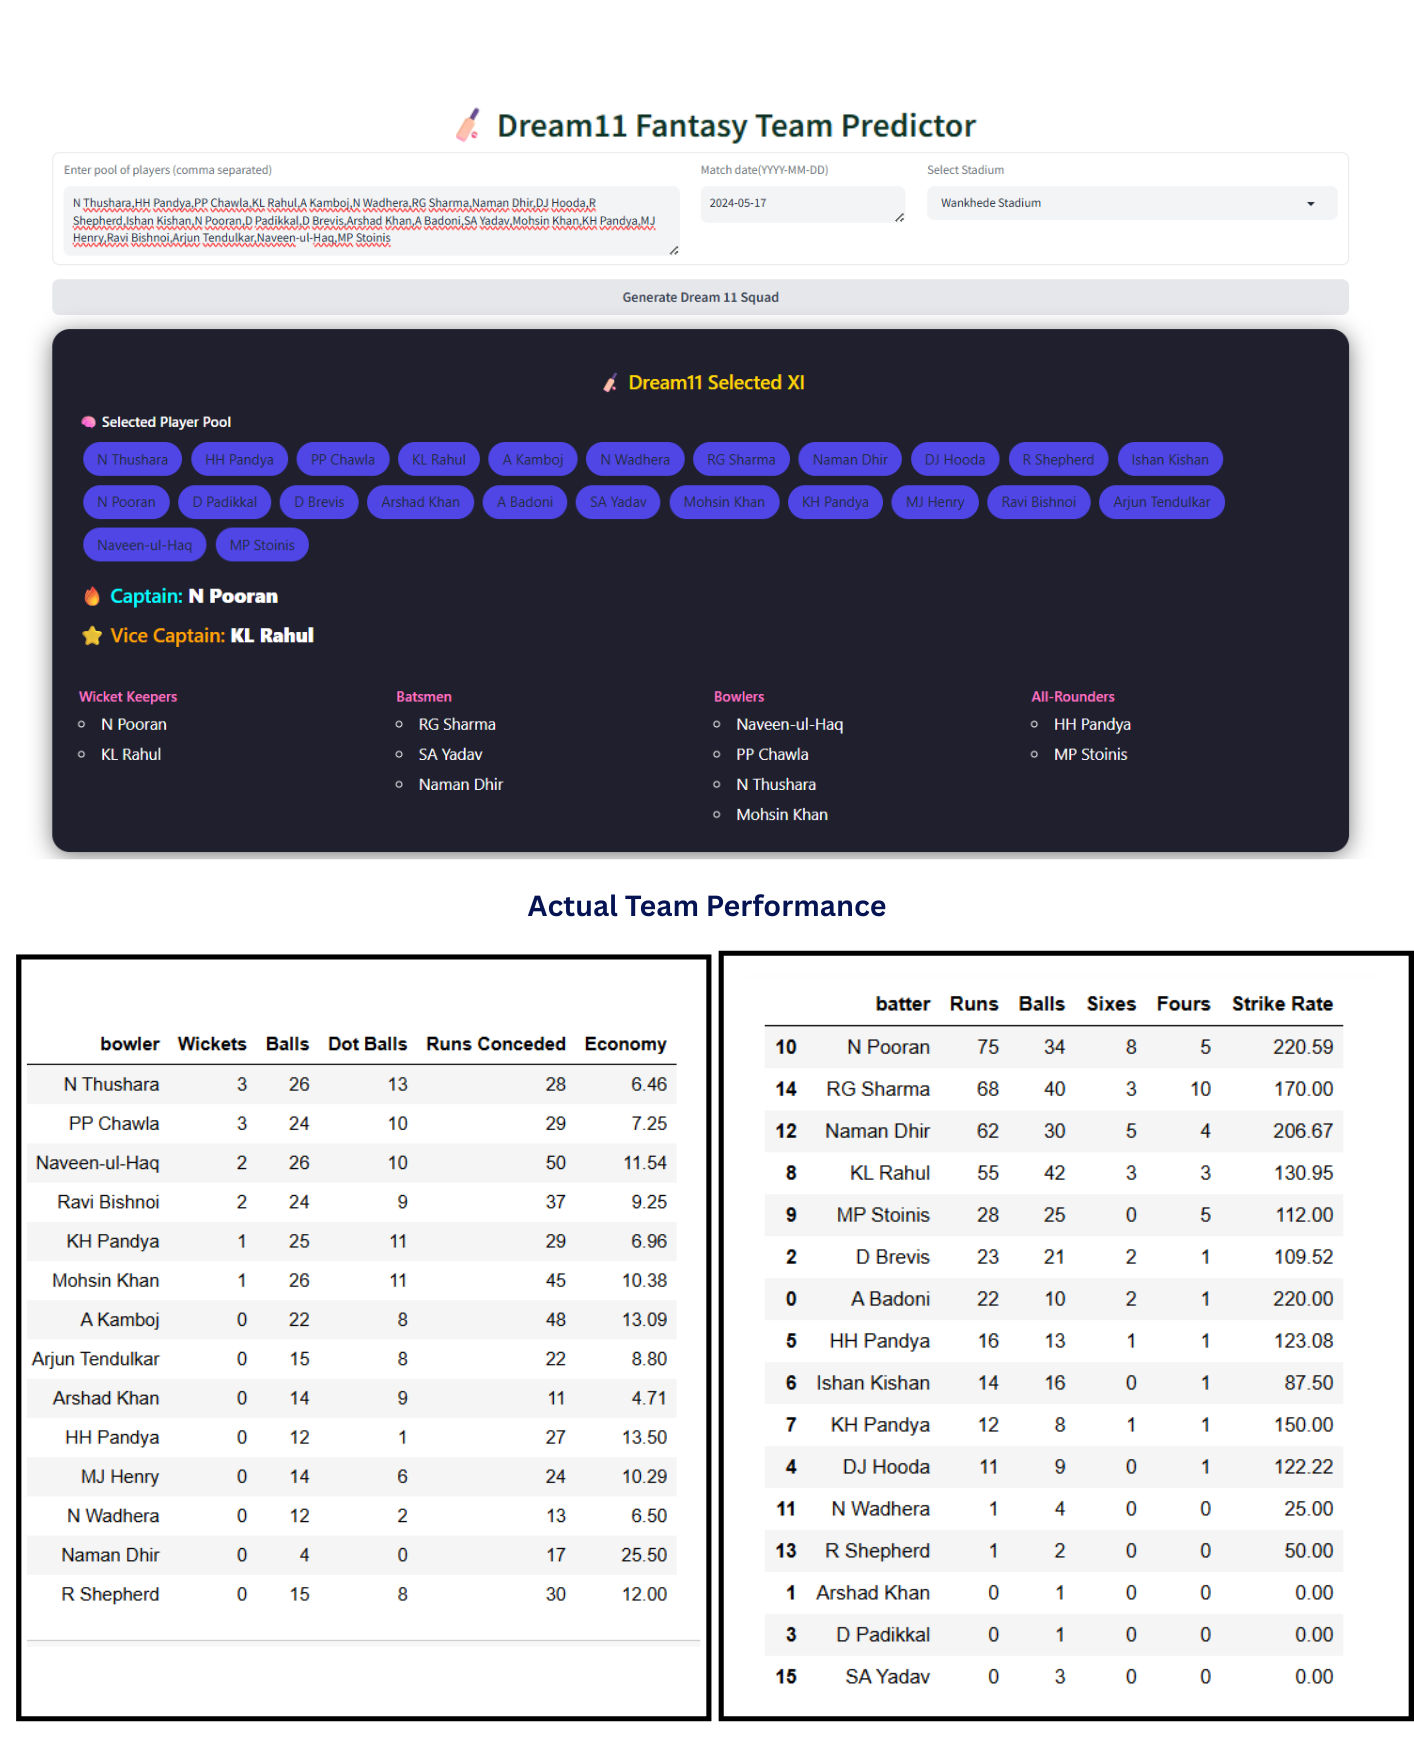 Dream11 Fantasy Team Predictor
Enter pool of players (comma separated)
N Thushara,HH Pandya,PP Chawla,KL Rahul,A Kamboj,N Wadhera,RG Sharma,Naman Dhir,DJ Hooda,R
Shepherd,Ishan Kishan,N Pooran,D Padikkal,D Brevis,Arshad Khan,A Badoni,SA Yadav,Mohsin Khan,KH Pandya,MJ
Henry,Ravi Bishnoi,Arjun Tendulkar,Naveen-ul-Haq,MP Stoinis
Match date(YYYY-MM-DD)
2024-05-17
Select Stadium
Wankhede Stadium
Generate Dream 11 Squad
Dream11 Selected XI
Selected Player Pool
N Thushara HH Pandya PP Chawla KL Rahul A Kamboj N Wadhera RG Sharma Naman Dhir DJ Hooda R Shepherd Ishan Kishan
N Pooran D Padikkal D Brevis Arshad Khan A Badoni SA Yadav Mohsin Khan KH Pandya MJ Henry Ravi Bishnoi Arjun Tendulkar
Naveen-ul-Haq MP Stoinis
Captain: N Pooran
Vice Captain: KL Rahul
Wicket Keepers
N Pooran
KL Rahul
Batsmen
RG Sharma
SA Yadav
Naman Dhir
Bowlers
Naveen-ul-Haq
PP Chawla
N Thushara
Mohsin Khan
All-Rounders
HH Pandya
MP Stoinis
Actual Team Performance
bowler Wickets Balls Dot Balls Runs Conceded Economy
N Thushara 3 26 13 28 6.46
PP Chawla 3 24 10 29 7.25
Naveen-ul-Haq 2 26 10 50 11.54
Ravi Bishnoi 2 24 9 37 9.25
KH Pandya 1 25 11 29 6.96
Mohsin Khan 1 26 11 45 10.38
A Kamboj 0 22 8 48 13.09
Arjun Tendulkar 0 15 8 22 8.80
Arshad Khan 0 14 9 11 4.71
HH Pandya 0 12 1 27 13.50
MJ Henry 0 14 6 24 10.29
N Wadhera 0 12 2 13 6.50
Naman Dhir 0 4 0 17 25.50
R Shepherd 0 15 8 30 12.00
batter Runs Balls Sixes Fours Strike Rate
10 N Pooran 75 34 8 5 220.59
14 RG Sharma 68 40 3 10 170.00
12 Naman Dhir 62 30 5 4 206.67
8 KL Rahul 55 42 3 3 130.95
9 MP Stoinis 28 25 0 5 112.00
2 D Brevis 23 21 2 1 109.52
0 A Badoni 22 10 2 1 220.00
5 HH Pandya 16 13 1 1 123.08
6 Ishan Kishan 14 16 0 1 87.50
7 KH Pandya 12 8 1 1 150.00
4 DJ Hooda 11 9 0 1 122.22
11 N Wadhera 1 4 0 0 25.00
13 R Shepherd 1 2 0 0 50.00
1 Arshad Khan 0 1 0 0 0.00
3 D Padikkal 0 1 0 0 0.00
15 SA Yadav 0 3 0 0 0.00